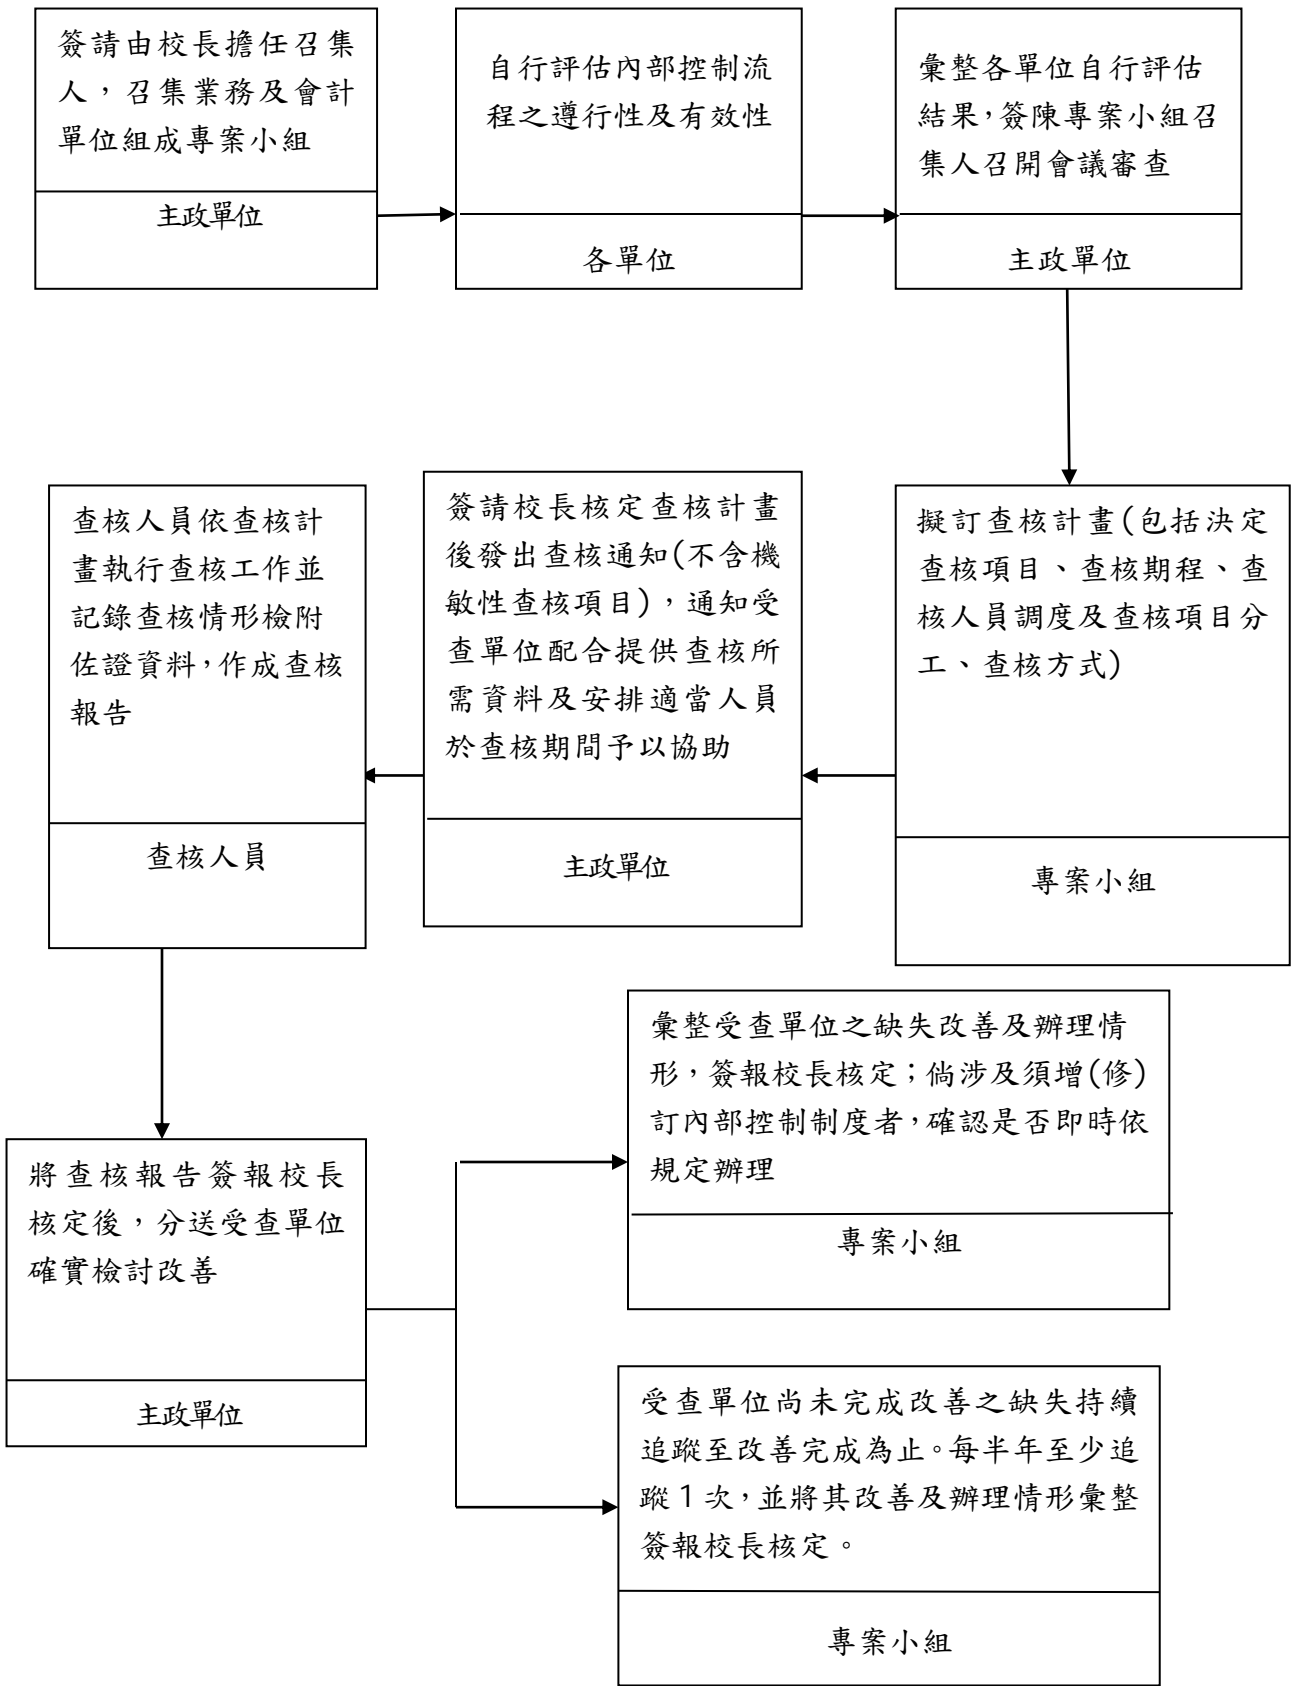 簽請由校長擔任召集
人，召集業務及會計
單位組成專案小組
主政單位
自行評估內部控制流
程之遵行性及有效性
各單位
彙整各單位自行評估
結果，簽陳專案小組召
集人召開會議審查
主政單位
擬訂查核計畫(包括決定
查核項目、查核期程、查
核人員調度及查核項目分
工、查核方式)
專案小組
簽請校長核定查核計畫
後發出查核通知(不含機
敏性查核項目)，通知受
查單位配合提供查核所
需資料及安排適當人員
於查核期間予以協助
主政單位
查核人員依查核計
畫執行查核工作並
記錄查核情形檢附
佐證資料，作成查核
報告
查核人員
將查核報告簽報校長
核定後，分送受查單位
確實檢討改善
主政單位
彙整受查單位之缺失改善及辦理情
形，簽報校長核定；倘涉及須增(修)
訂內部控制制度者，確認是否即時依
規定辦理
專案小組
受查單位尚未完成改善之缺失持續
追蹤至改善完成為止。每半年至少追
蹤1次，並將其改善及辦理情形彙整
簽報校長核定。
專案小組